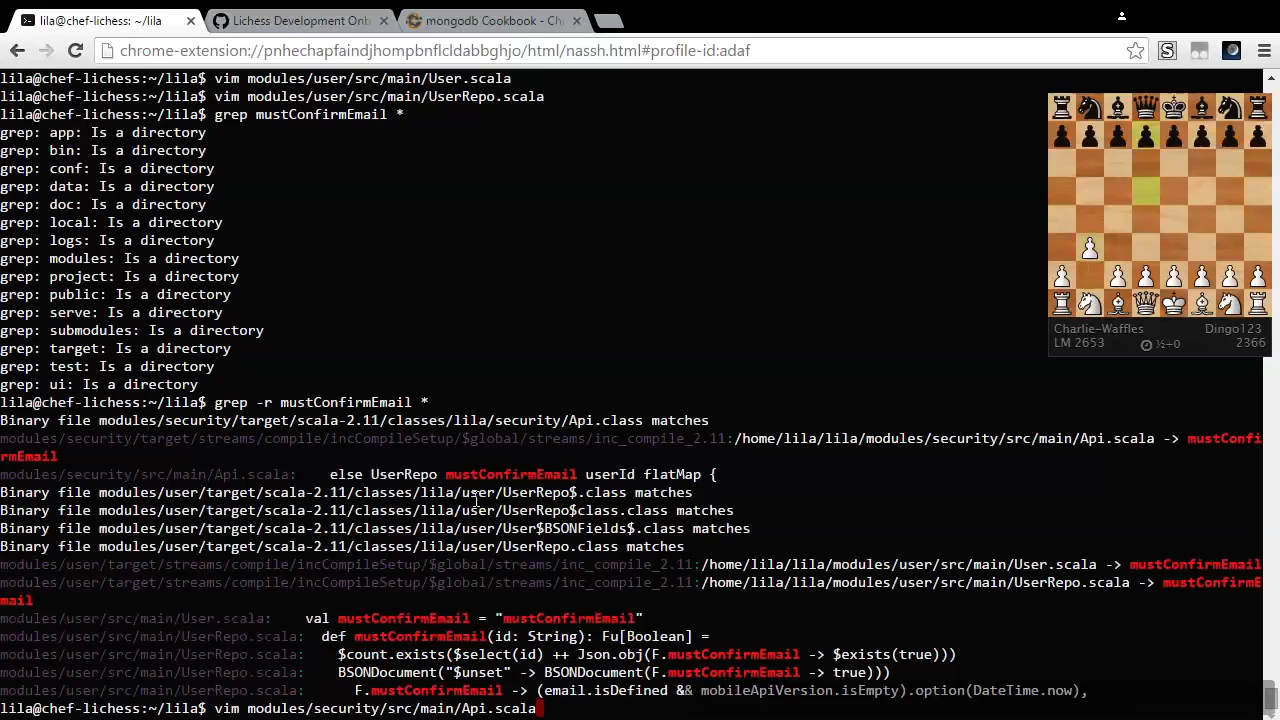 lila@chef-lichess: ~/lila
Lichess Development Onb
mongodb Cookbook - Ch
chrome-extension://pnhechapfaindjhompbnflcldabbghjo/html/nassh.html#profile-id:adaf
lila@chef-lichess:~/lila$ vim modules/user/src/main/User.scala
lila@chef-lichess:~/lila$ vim modules/user/src/main/UserRepo.scala
lila@chef-lichess:~/lila$ grep mustConfirmEmail *
grep: app: Is a directory
grep: bin: Is a directory
grep: conf: Is a directory
grep: data: Is a directory
grep: doc: Is a directory
grep: local: Is a directory
grep: logs: Is a directory
grep: modules: Is a directory
grep: project: Is a directory
grep: public: Is a directory
grep: serve: Is a directory
grep: submodules: Is a directory
grep: target: Is a directory
grep: test: Is a directory
grep: ui: Is a directory
lila@chef-lichess:~/lila$ grep -r mustConfirmEmail *
Binary file modules/security/target/scala-2.11/classes/lila/security/Api.class matches
modules/security/target/streams/compile/incCompileSetup/$global/streams/inc_compile_2.11:/home/lila/lila/modules/security/src/main/Api.scala -> mustConfi
rmEmail
modules/security/src/main/Api.scala:    else UserRepo mustConfirmEmail userId flatMap {
Binary file modules/user/target/scala-2.11/classes/lila/user/UserRepo$.class matches
Binary file modules/user/target/scala-2.11/classes/lila/user/UserRepo$class.class matches
Binary file modules/user/target/scala-2.11/classes/lila/user/User$BSONFields$.class matches
Binary file modules/user/target/scala-2.11/classes/lila/user/UserRepo.class matches
modules/user/target/streams/compile/incCompileSetup/$global/streams/inc_compile_2.11:/home/lila/lila/modules/user/src/main/User.scala -> mustConfirmEmail
modules/user/target/streams/compile/incCompileSetup/$global/streams/inc_compile_2.11:/home/lila/lila/modules/user/src/main/UserRepo.scala -> mustConfirmE
mail
modules/user/src/main/User.scala:    val mustConfirmEmail = "mustConfirmEmail"
modules/user/src/main/UserRepo.scala:  def mustConfirmEmail(id: String): Fu[Boolean] =
modules/user/src/main/UserRepo.scala:    $count.exists($select(id) ++ Json.obj(F.mustConfirmEmail -> $exists(true)))
modules/user/src/main/UserRepo.scala:    BSONDocument("$unset" -> BSONDocument(F.mustConfirmEmail -> true)))
modules/user/src/main/UserRepo.scala:      F.mustConfirmEmail -> (email.isDefined && mobileApiVersion.isEmpty).option(DateTime.now),
lila@chef-lichess:~/lila$ vim modules/security/src/main/Api.scala
Charlie-Waffles Dingo123
LM 2653 ½+0 2366